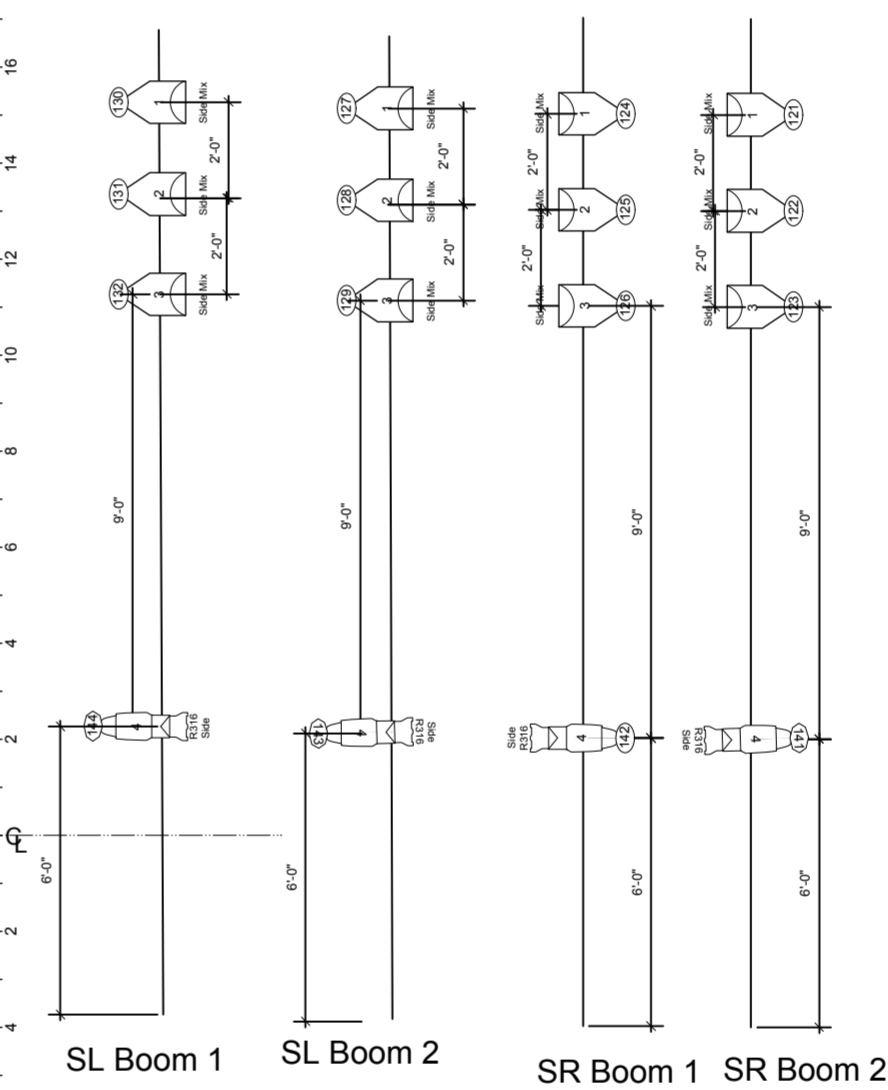 16
14
12
10
8
6
4
2
℄
2
4
130
1
Side Mix
2'-0"
131
2
Side Mix
2'-0"
132
3
Side Mix
9'-0"
144
4
R316
Side
6'-0"
SL Boom 1
127
1
Side Mix
2'-0"
128
2
Side Mix
2'-0"
129
3
Side Mix
9'-0"
143
4
R316
Side
6'-0"
SL Boom 2
124
1
Side Mix
2'-0"
125
2
Side Mix
2'-0"
126
3
Side Mix
9'-0"
142
4
R316
Side
6'-0"
SR Boom 1
121
1
Side Mix
2'-0"
122
2
Side Mix
2'-0"
123
3
Side Mix
9'-0"
141
4
R316
Side
6'-0"
SR Boom 2